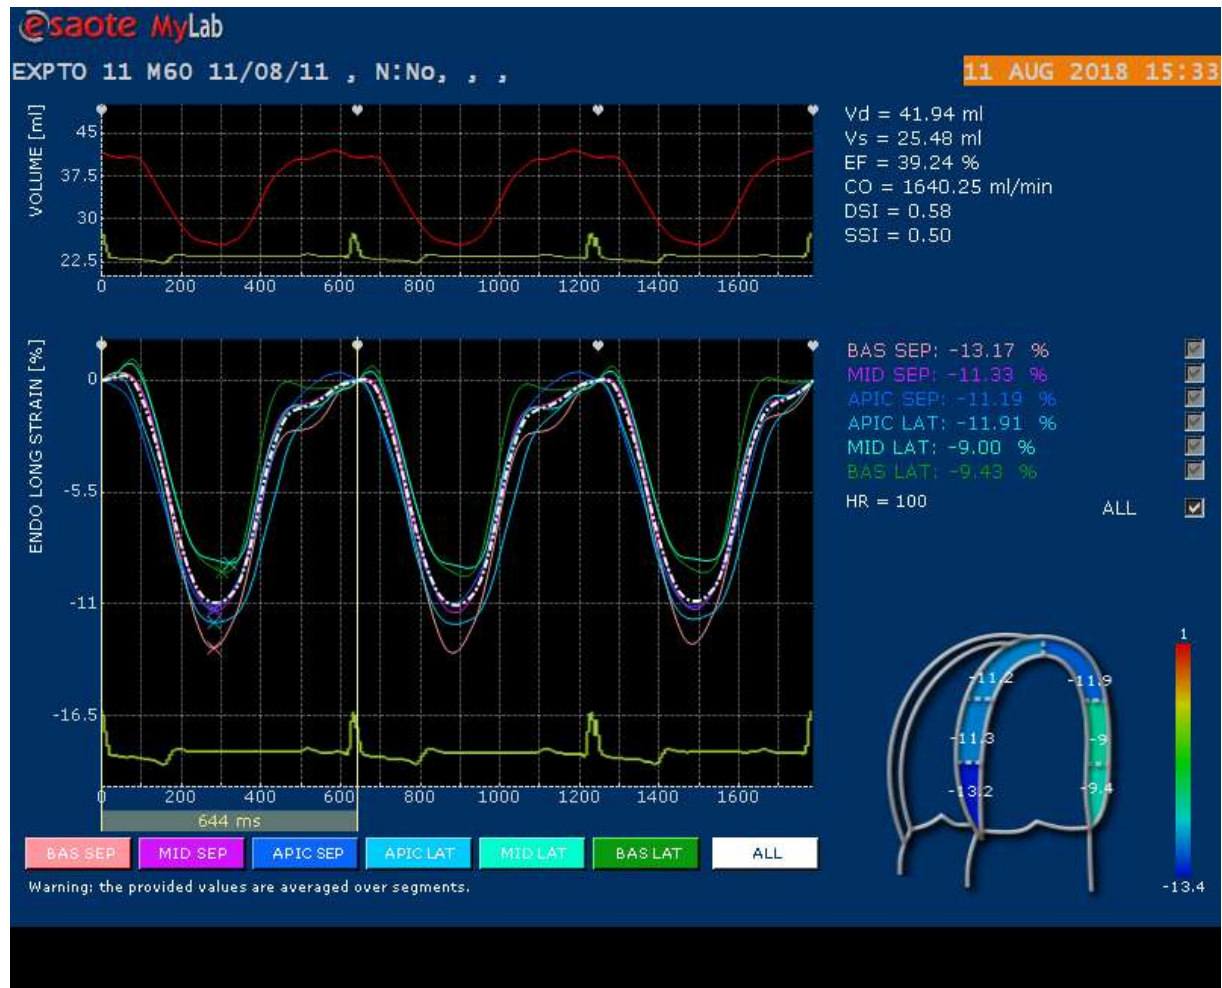 esaote MyLab
EXPTO 11 M60 11/08/11 , N:No, , ,
11 AUG 2018 15:33
VOLUME [ml]
45
37.5
30
22.5
0 200 400 600 800 1000 1200 1400 1600
Vd = 41.94 ml
Vs = 25.48 ml
EF = 39.24 %
CO = 1640.25 ml/min
DSI = 0.58
SSI = 0.50
ENDO LONG STRAIN [%]
0
-5.5
-11
-16.5
0 200 400 600 800 1000 1200 1400 1600
644 ms
BAS SEP: -13.17 %
MID SEP: -11.33 %
APIC SEP: -11.19 %
APIC LAT: -11.91 %
MID LAT: -9.00 %
BAS LAT: -9.43 %
HR = 100
ALL
1
-11.2 -11.9
-11.3 -9
-13.2 -9.4
-13.4
BAS SEP MID SEP APIC SEP APIC LAT MID LAT BAS LAT ALL
Warning: the provided values are averaged over segments.